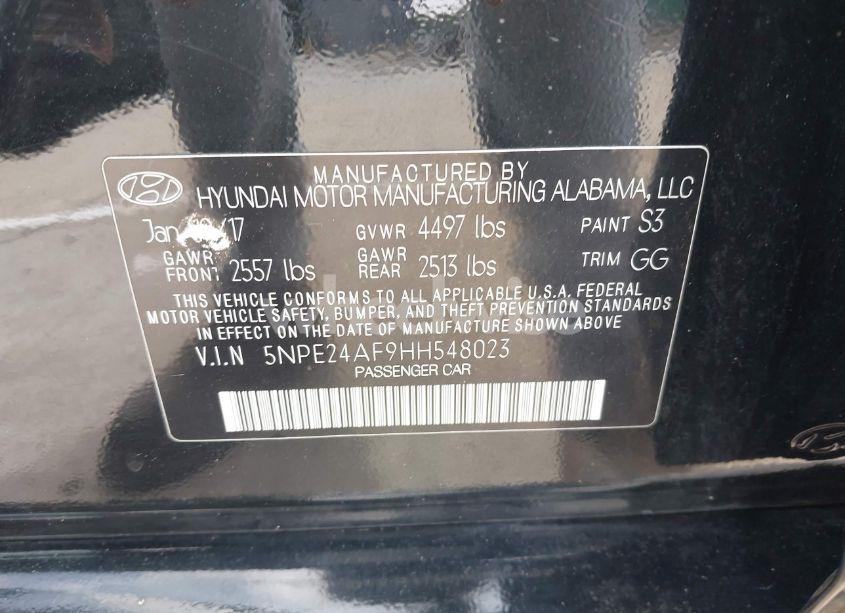 MANUFACTURED BY
HYUNDAI MOTOR MANUFACTURING ALABAMA, LLC
Jan /17 GVWR 4497 lbs PAINT S3
GAWR FRONT 2557 lbs GAWR REAR 2513 lbs TRIM GG
THIS VEHICLE CONFORMS TO ALL APPLICABLE U.S.A. FEDERAL
MOTOR VEHICLE SAFETY, BUMPER, AND THEFT PREVENTION STANDARDS
IN EFFECT ON THE DATE OF MANUFACTURE SHOWN ABOVE
V.I.N 5NPE24AF9HH548023
PASSENGER CAR